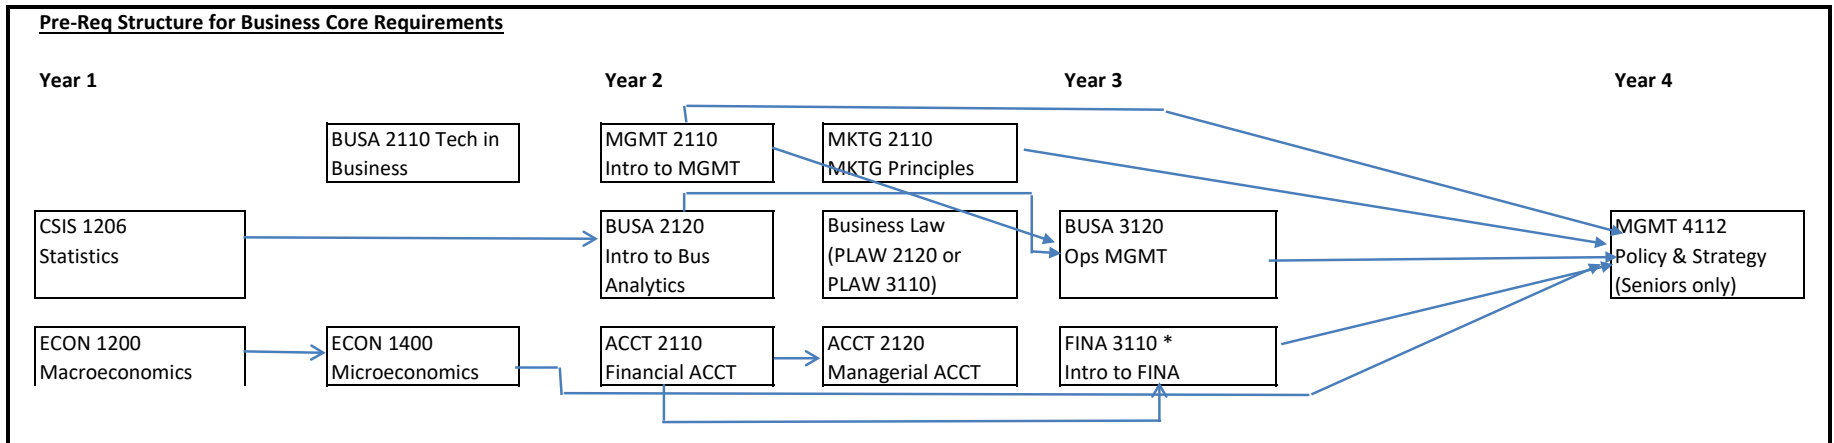 Pre-Req Structure for Business Core Requirements
Year 1
Year 2
Year 3
Year 4
BUSA 2110 Tech in
Business
MGMT 2110
Intro to MGMT
MKTG 2110
MKTG Principles
CSIS 1206
Statistics
BUSA 2120
Intro to Bus
Analytics
Business Law
(PLAW 2120 or
PLAW 3110)
BUSA 3120
Ops MGMT
MGMT 4112
Policy & Strategy
(Seniors only)
ECON 1200
Macroeconomics
ECON 1400
Microeconomics
ACCT 2110
Financial ACCT
ACCT 2120
Managerial ACCT
FINA 3110 *
Intro to FINA